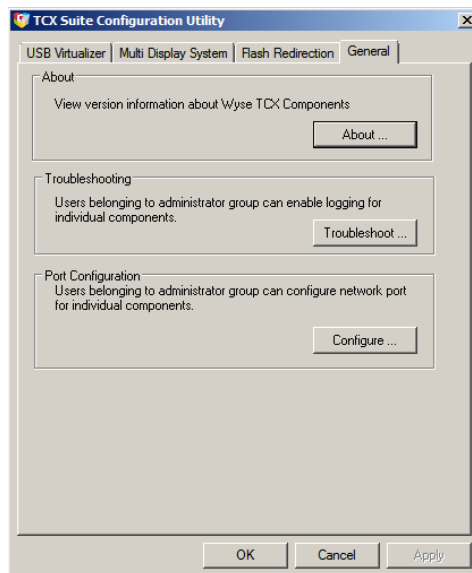 TCX Suite Configuration Utility
USB Virtualizer Multi Display System Flash Redirection General
About
View version information about Wyse TCX Components
About ...
Troubleshooting
Users belonging to administrator group can enable logging for
individual components.
Troubleshoot ...
Port Configuration
Users belonging to administrator group can configure network port
for individual components.
Configure ...
OK Cancel Apply